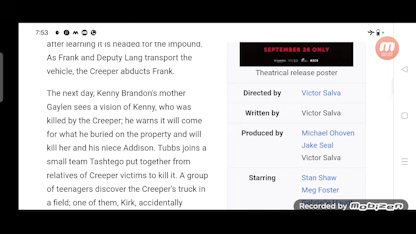 7:53
after learning it is needed for the impound.
As Frank and Deputy Lang transport the
vehicle, the Creeper abducts Frank.
The next day, Kenny Brandon's mother
Gaylen sees a vision of Kenny, who was
killed by the Creeper; he warns it will come
for what he buried on the property and will
kill her and his niece Addison. Tubbs joins a
small team Tashtego put together from
relatives of Creeper victims to kill it. A group
of teenagers discover the Creeper's truck in
a field; one of them, Kirk, accidentally
SEPTEMBER 26 ONLY
Theatrical release poster
Directed by Victor Salva
Written by Victor Salva
Produced by Michael Ohoven
Jake Seal
Victor Salva
Starring Stan Shaw
Meg Foster
Recorded by Mobizen